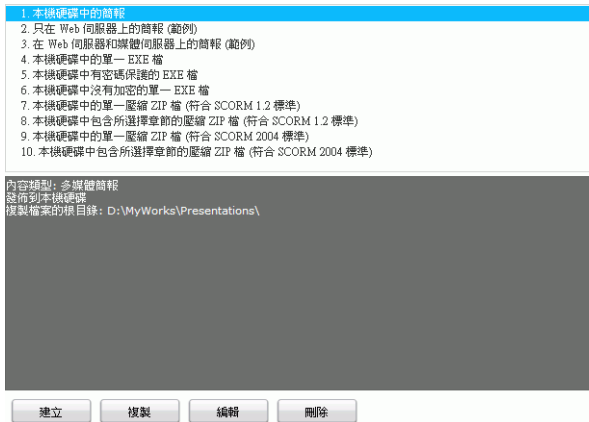 1. 本機硬碟中的簡報
2. 只在 Web 伺服器上的簡報 (範例)
3. 在 Web 伺服器和媒體伺服器上的簡報 (範例)
4. 本機硬碟中的單一 EXE 檔
5. 本機硬碟中有密碼保護的 EXE 檔
6. 本機硬碟中沒有加密的單一 EXE 檔
7. 本機硬碟中的單一壓縮 ZIP 檔 (符合 SCORM 1.2 標準)
8. 本機硬碟中包含所選擇章節的壓縮 ZIP 檔 (符合 SCORM 1.2 標準)
9. 本機硬碟中的單一壓縮 ZIP 檔 (符合 SCORM 2004 標準)
10. 本機硬碟中包含所選擇章節的壓縮 ZIP 檔 (符合 SCORM 2004 標準)
內容類型: 多媒體簡報
發佈到本機硬碟
複製檔案的根目錄: D:\MyWorks\Presentations\
建立 複製 編輯 刪除